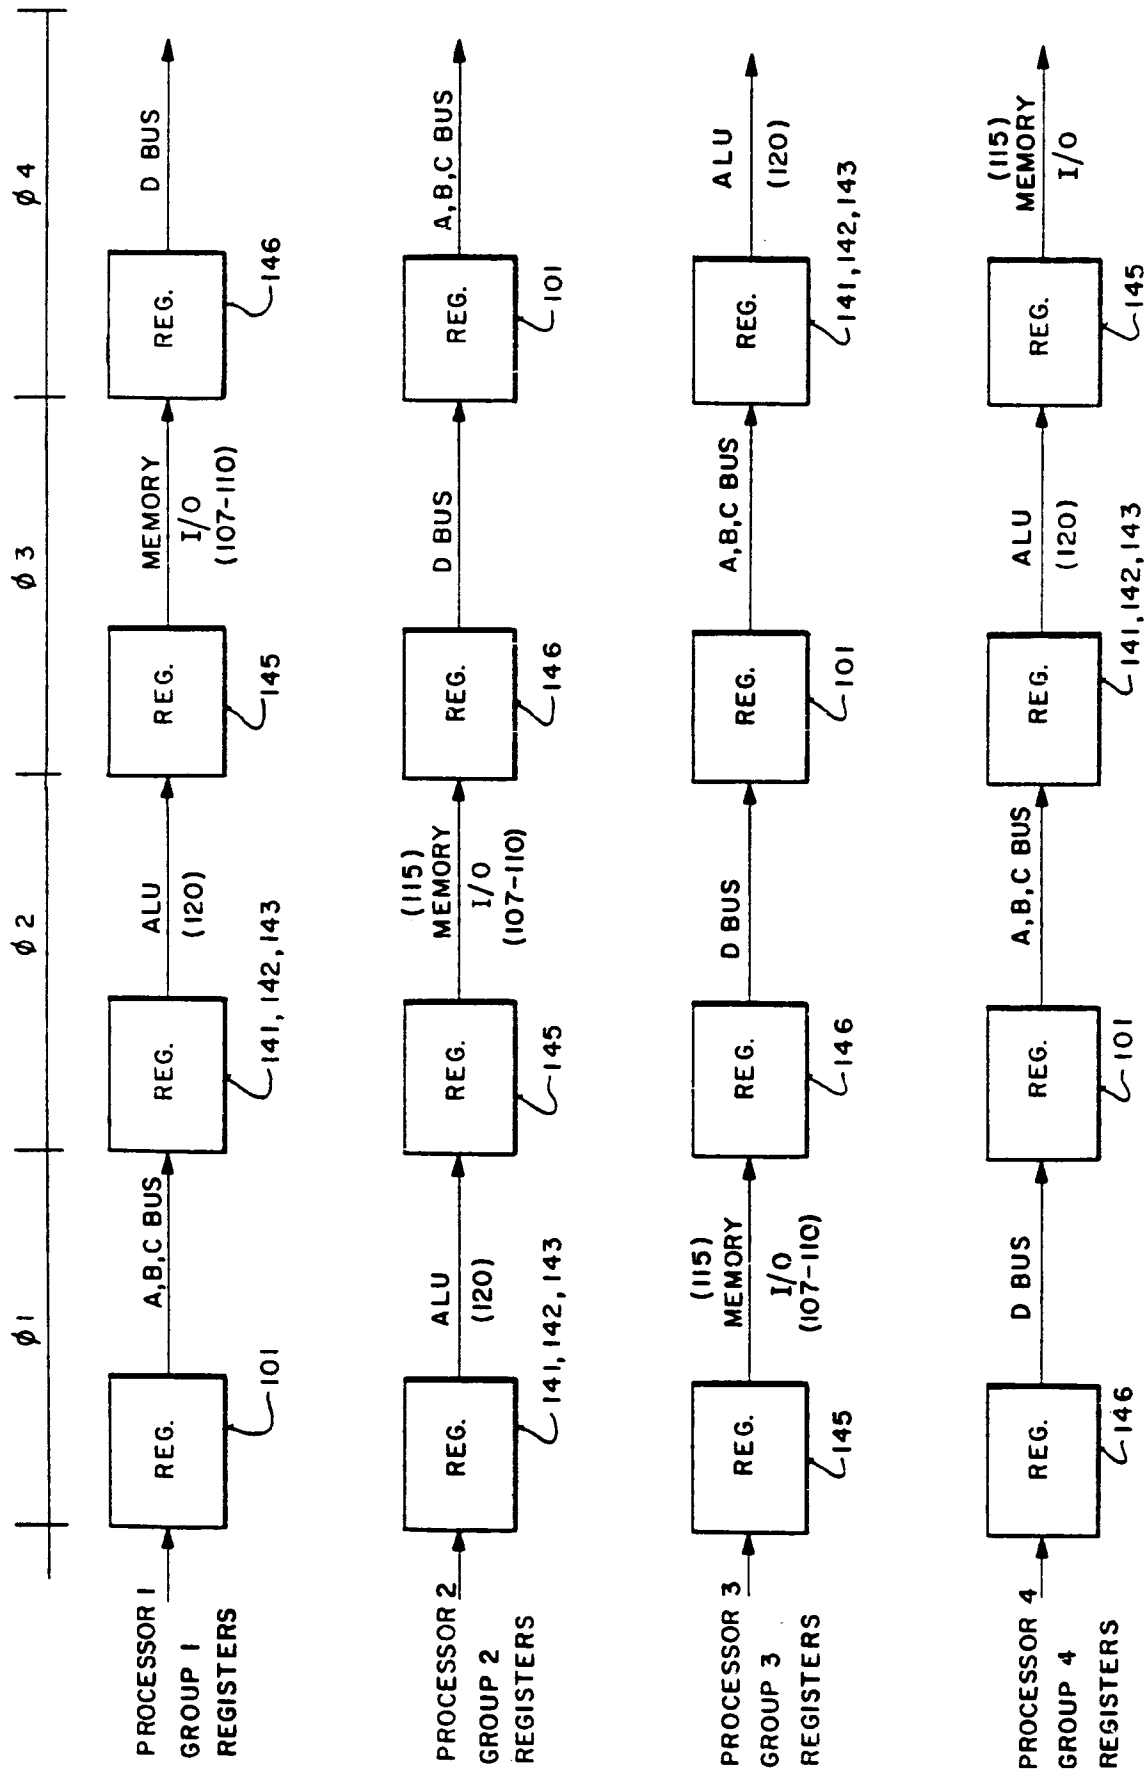 ø1
ø2
ø3
ø4
PROCESSOR 1
GROUP 1
REGISTERS
REG.
101
A,B,C BUS
REG.
141, 142, 143
ALU
(120)
REG.
145
MEMORY
I/O
(107-110)
REG.
146
D BUS
PROCESSOR 2
GROUP 2
REGISTERS
REG.
141, 142, 143
ALU
(120)
REG.
145
(115)
MEMORY
I/O
(107-110)
REG.
146
D BUS
REG.
101
A,B,C BUS
PROCESSOR 3
GROUP 3
REGISTERS
REG.
145
(115)
MEMORY
I/O
(107-110)
REG.
146
D BUS
REG.
101
A,B,C BUS
REG.
141, 142, 143
ALU
(120)
PROCESSOR 4
GROUP 4
REGISTERS
REG.
146
D BUS
REG.
101
A,B,C BUS
REG.
141, 142, 143
ALU
(120)
REG.
145
(115)
MEMORY
I/O